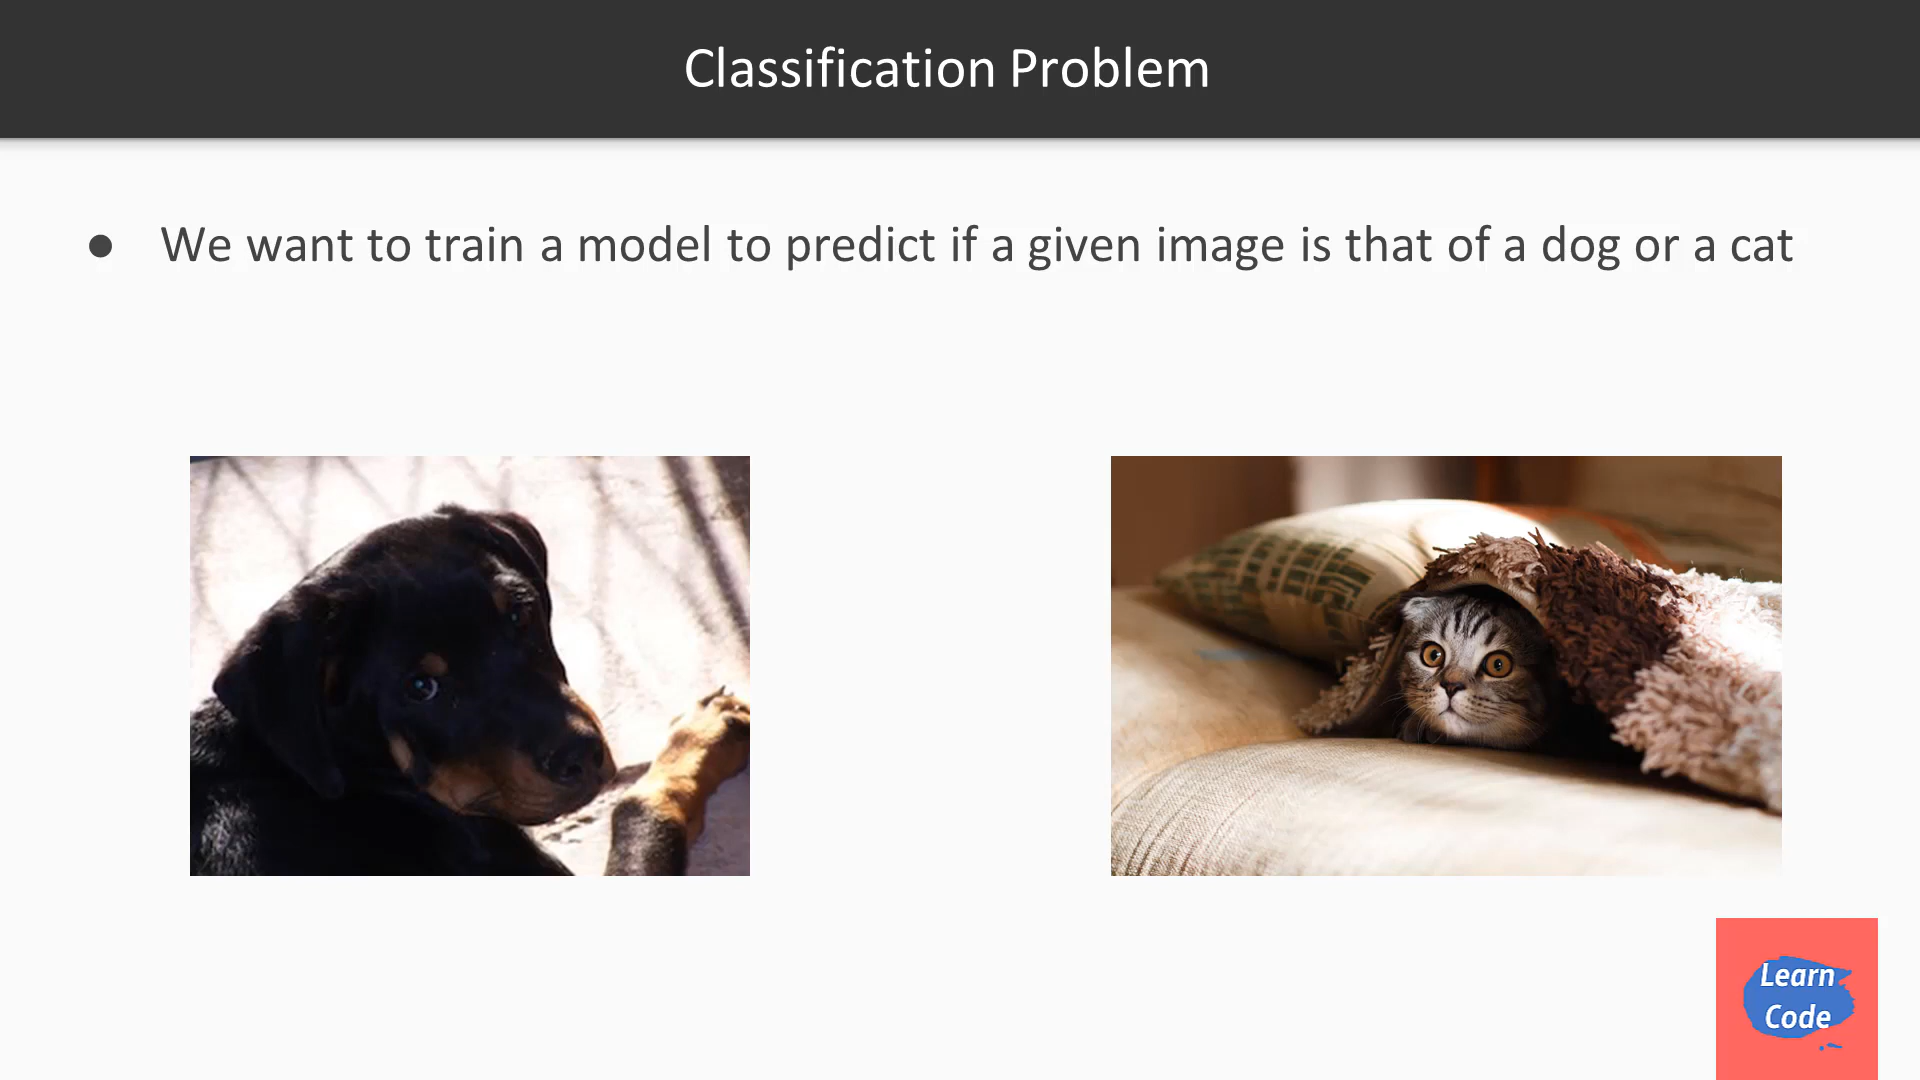 Classification Problem
● We want to train a model to predict if a given image is that of a dog or a cat
Learn
Code